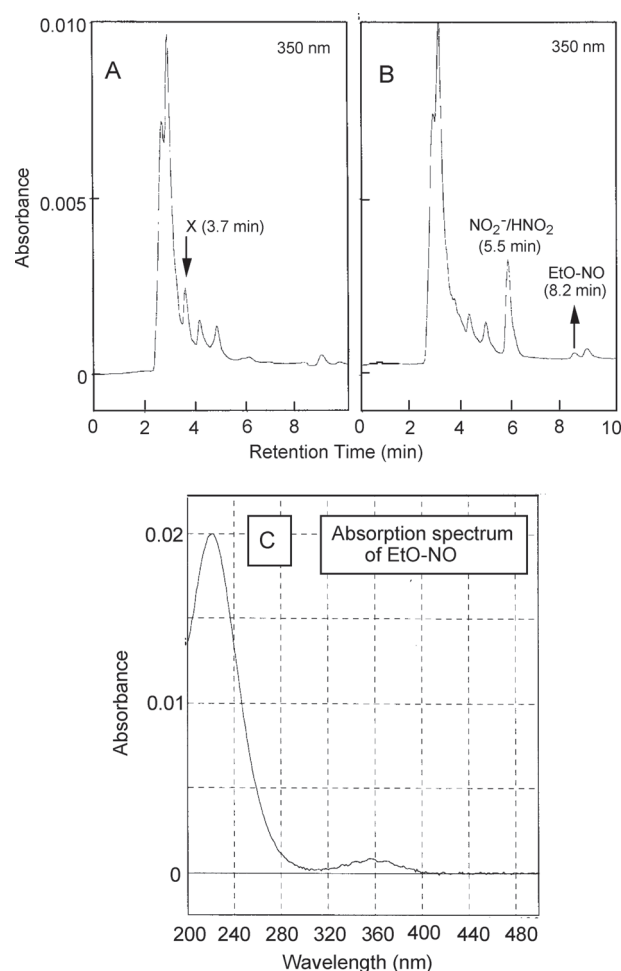 0.010
A
350 nm
B
350 nm
0.005
Absorbance
X (3.7 min)
NO₂⁻/HNO₂
(5.5 min)
EtO-NO
(8.2 min)
0
0 2 4 6 8
0 2 4 6 8 10
Retention Time (min)
0.02
C
Absorption spectrum
of EtO-NO
Absorbance
0.01
0
200 240 280 320 360 400 440 480
Wavelength (nm)